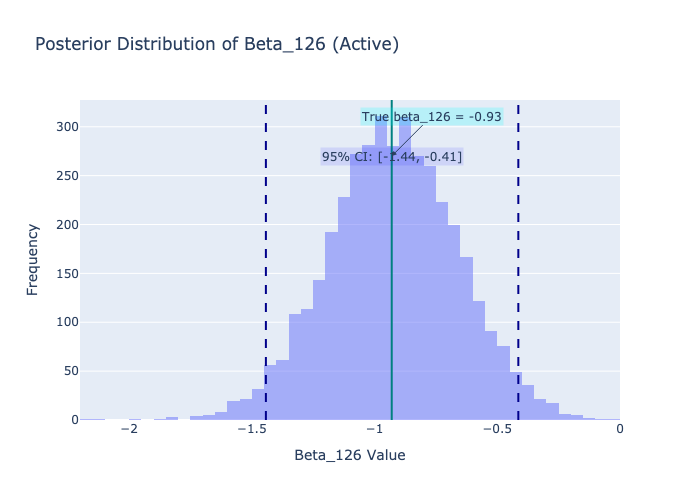 Posterior Distribution of Beta_126 (Active)
True beta_126 = -0.93
95% CI: [-1.44, -0.41]
Frequency
300
250
200
150
100
50
0
−2
−1.5
−1
−0.5
0
Beta_126 Value